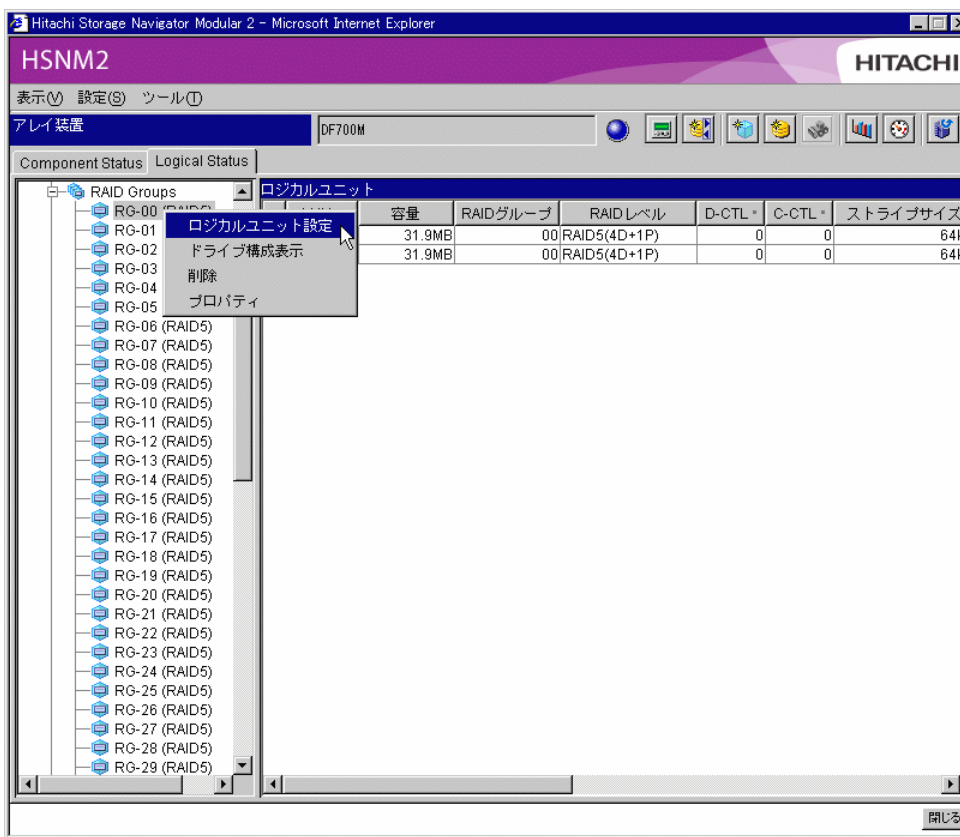 Hitachi Storage Navigator Modular 2 - Microsoft Internet Explorer
HSNM2
HITACHI
表示(V) 設定(S) ツール(T)
アレイ装置
DF700M
Component Status
Logical Status
RAID Groups
RG-00
RG-01
RG-02
RG-03
RG-04
RG-05
RG-06 (RAID5)
RG-07 (RAID5)
RG-08 (RAID5)
RG-09 (RAID5)
RG-10 (RAID5)
RG-11 (RAID5)
RG-12 (RAID5)
RG-13 (RAID5)
RG-14 (RAID5)
RG-15 (RAID5)
RG-16 (RAID5)
RG-17 (RAID5)
RG-18 (RAID5)
RG-19 (RAID5)
RG-20 (RAID5)
RG-21 (RAID5)
RG-22 (RAID5)
RG-23 (RAID5)
RG-24 (RAID5)
RG-25 (RAID5)
RG-26 (RAID5)
RG-27 (RAID5)
RG-28 (RAID5)
RG-29 (RAID5)
ロジカルユニット設定
ドライブ構成表示
削除
プロパティ
ロジカルユニット
容量 RAIDグループ RAIDレベル D-CTL * C-CTL * ストライプサイズ
31.9MB 00 RAID5(4D+1P) 0 0 64
31.9MB 00 RAID5(4D+1P) 0 0 64
閉じる